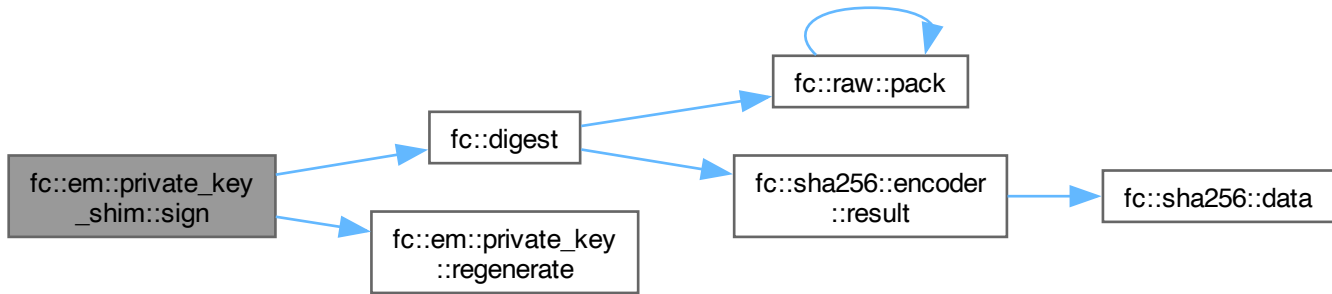 fc::em::private_key
_shim::sign
fc::digest
fc::em::private_key
::regenerate
fc::raw::pack
fc::sha256::encoder
::result
fc::sha256::data